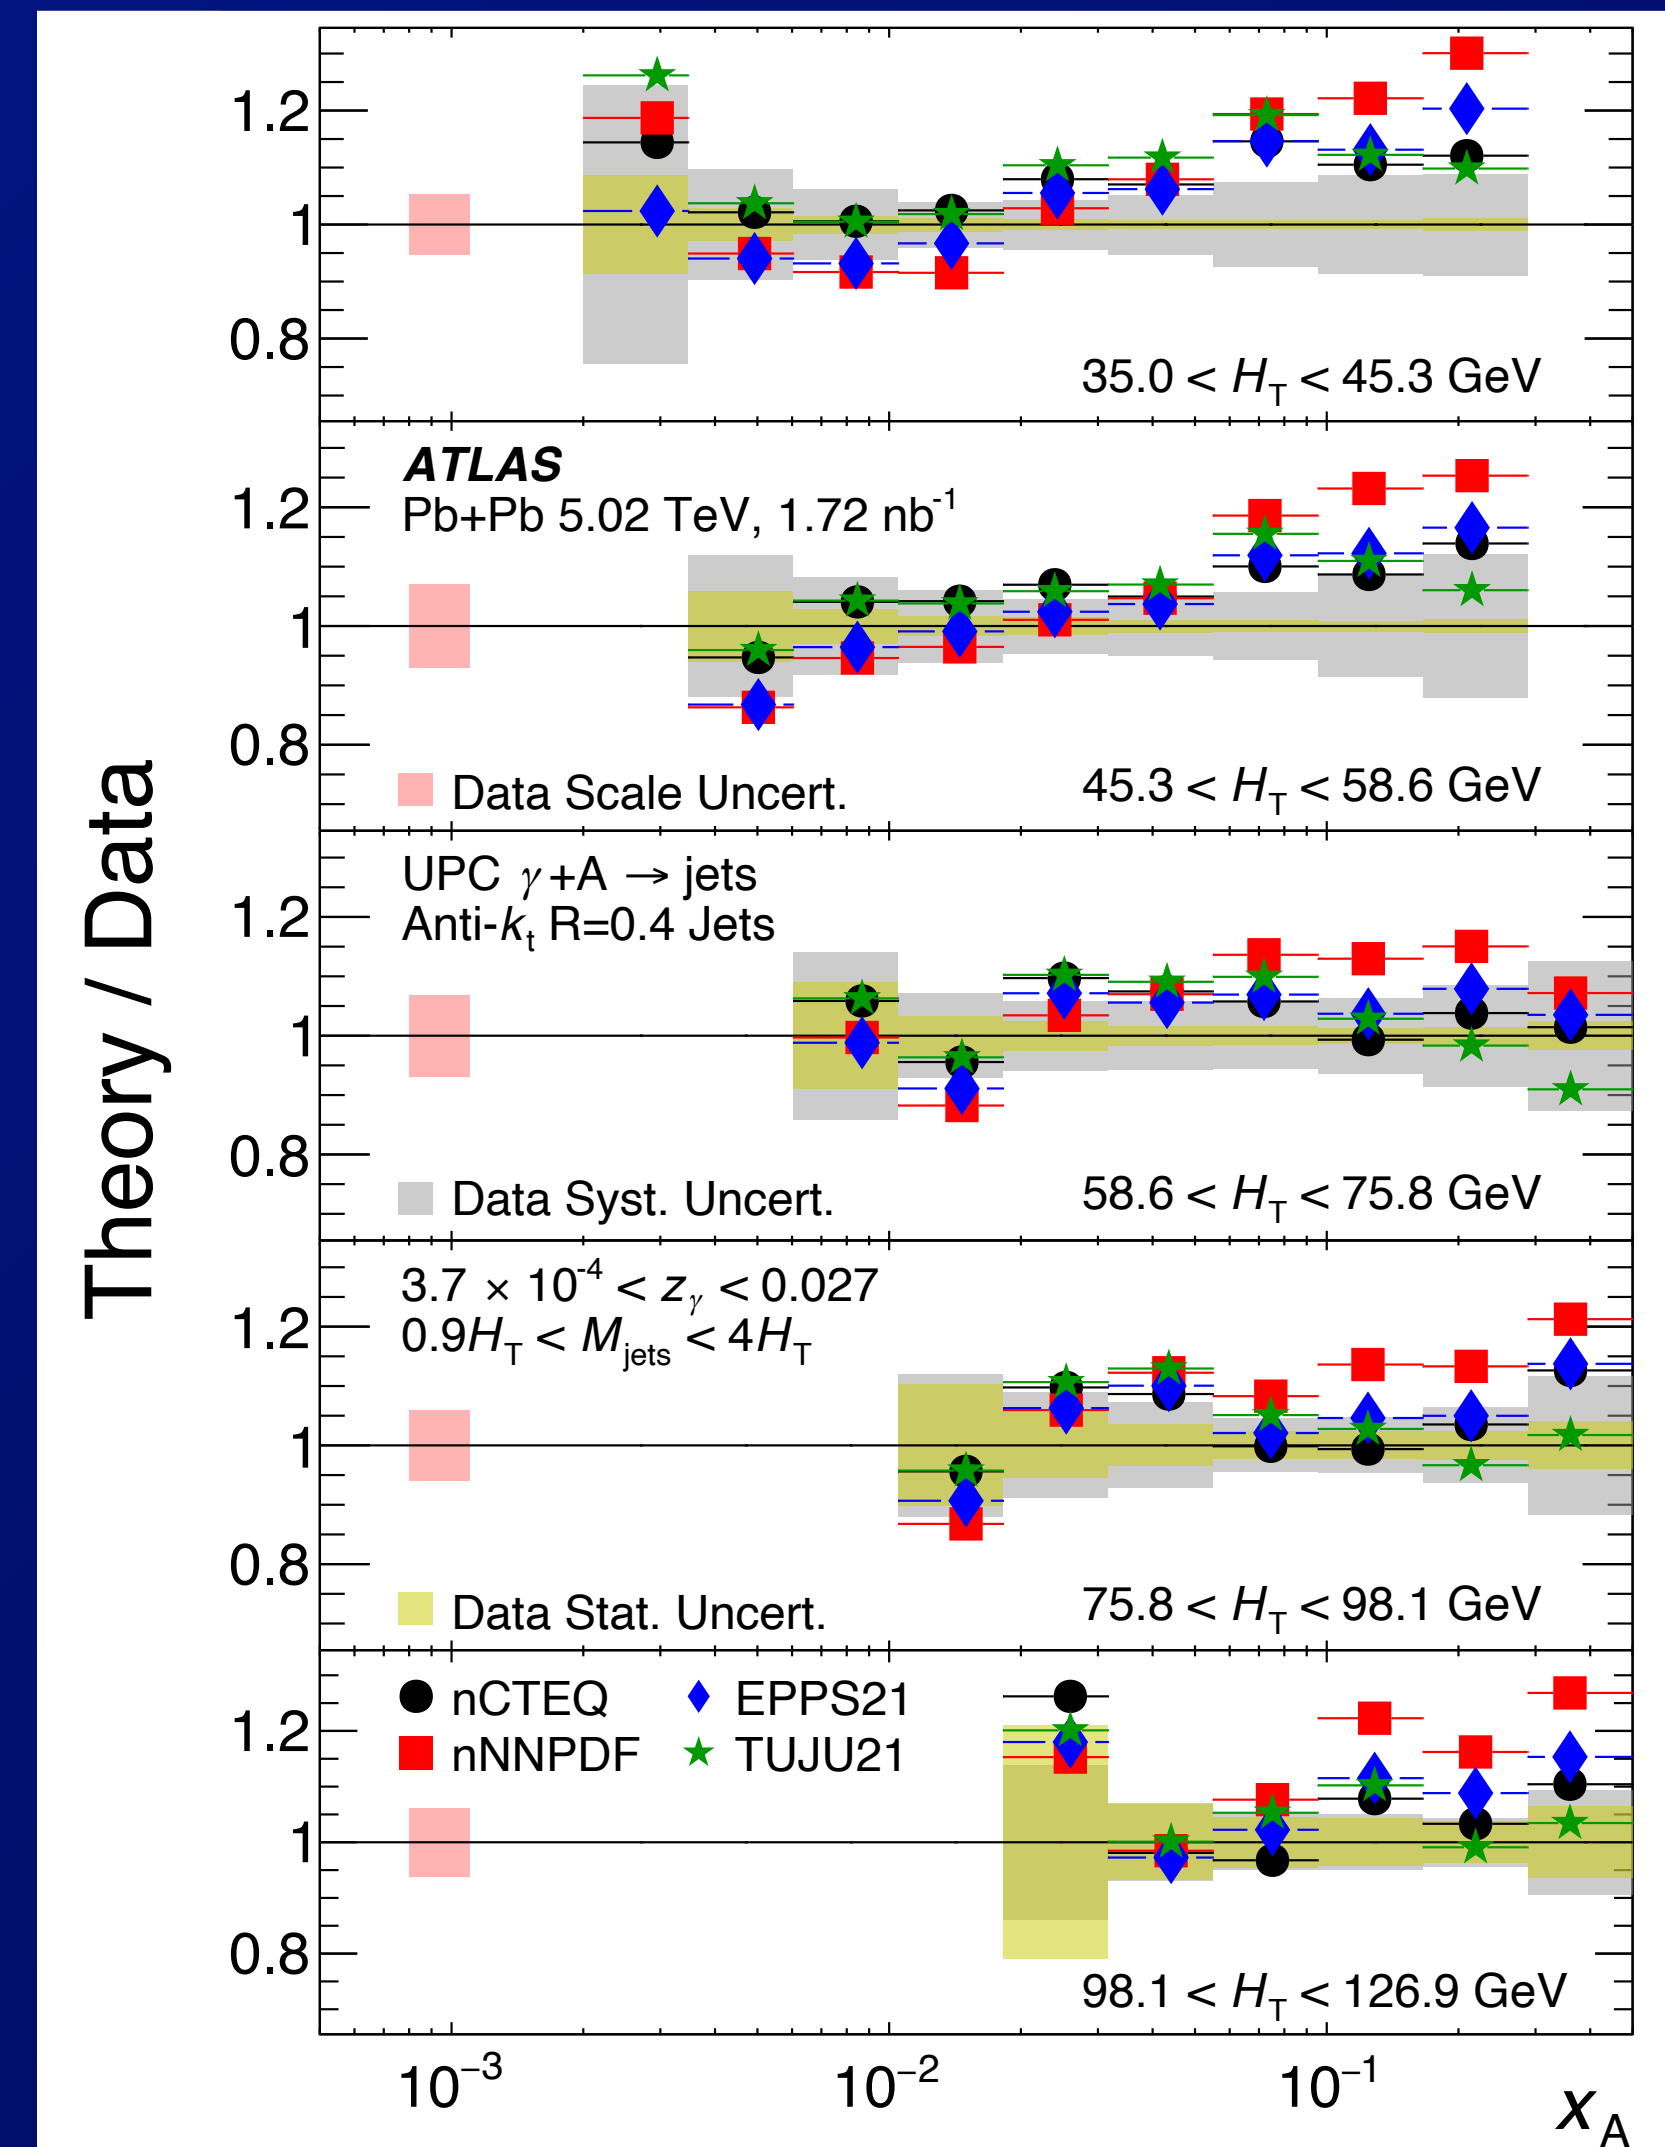 Theory / Data
1.2
1
0.8
35.0 < H_T < 45.3 GeV
ATLAS
Pb+Pb 5.02 TeV, 1.72 nb⁻¹
1.2
1
0.8
Data Scale Uncert.
45.3 < H_T < 58.6 GeV
UPC γ+A → jets
Anti-k_t R=0.4 Jets
1.2
1
0.8
Data Syst. Uncert.
58.6 < H_T < 75.8 GeV
3.7 × 10⁻⁴ < z_γ < 0.027
0.9H_T < M_jets < 4H_T
1.2
1
0.8
Data Stat. Uncert.
75.8 < H_T < 98.1 GeV
nCTEQ EPPS21
nNNPDF TUJU21
1.2
1
0.8
98.1 < H_T < 126.9 GeV
10⁻³ 10⁻² 10⁻¹
x_A